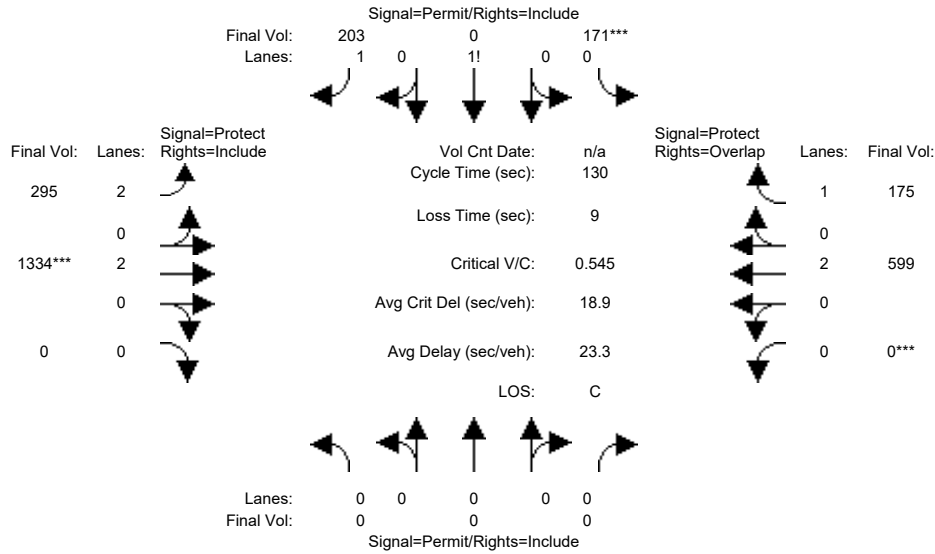 Signal=Permit/Rights=Include
Final Vol: 203 0 171***
Lanes: 1 0 1! 0 0
Signal=Protect Signal=Protect
Final Vol: Lanes: Rights=Include Vol Cnt Date: n/a Rights=Overlap Lanes: Final Vol:
Cycle Time (sec): 130
295 2 1 175
Loss Time (sec): 9
0 0
1334*** 2 Critical V/C: 0.545 2 599
0 Avg Crit Del (sec/veh): 18.9 0
0 0 Avg Delay (sec/veh): 23.3 0 0***
LOS: C
Lanes: 0 0 0 0 0
Final Vol: 0 0 0
Signal=Permit/Rights=Include